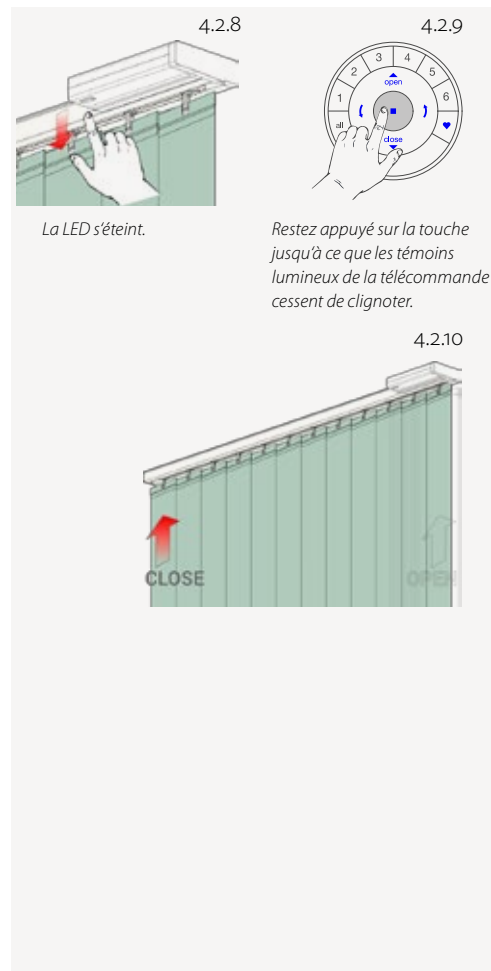 4.2.8
4.2.9
1
2
3
4
5
6
open
all
close
La LED s'éteint.
Restez appuyé sur la touche
jusqu'à ce que les témoins
lumineux de la télécommande
cessent de clignoter.
4.2.10
CLOSE
OPEN